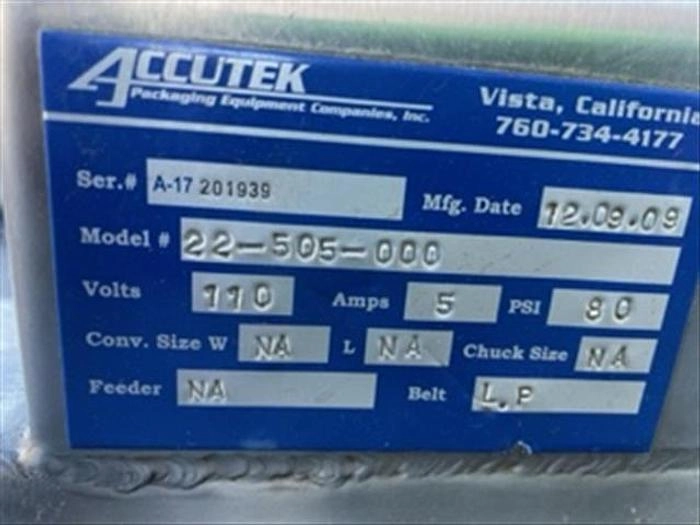 ACCUTEK
Packaging Equipment Companies, Inc.
Vista, California
760-734-4177
Ser.# A-17 201939
Mfg. Date 12.09.09
Model # 22-505-000
Volts 110 Amps 5 PSI 80
Conv. Size W NA L NA Chuck Size NA
Feeder NA Belt L.P